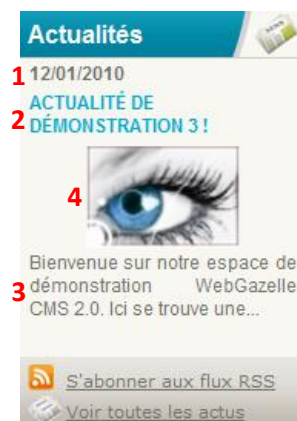 Actualités
1 12/01/2010
ACTUALITÉ DE
2 DÉMONSTRATION 3 !
4
Bienvenue sur notre espace de
3 démonstration WebGazelle
CMS 2.0. Ici se trouve une...
S'abonner aux flux RSS
Voir toutes les actus